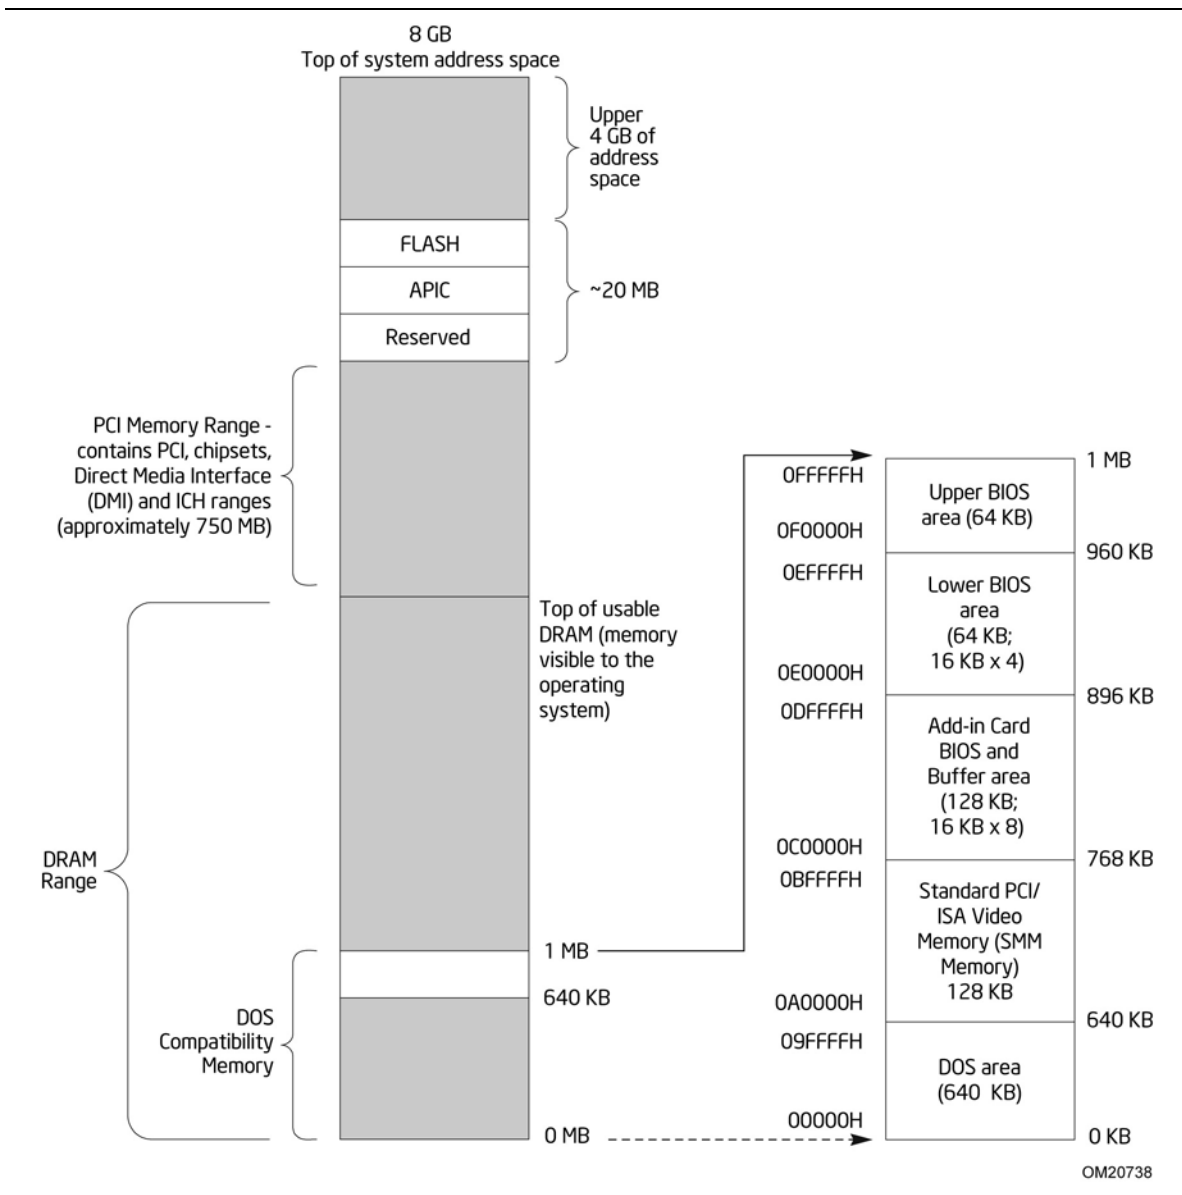 8 GB
Top of system address space
Upper
4 GB of
address
space
FLASH
APIC
~20 MB
Reserved
PCI Memory Range -
contains PCI, chipsets,
Direct Media Interface
(DMI) and ICH ranges
(approximately 750 MB)
Top of usable
DRAM (memory
visible to the
operating
system)
DRAM
Range
1 MB
640 KB
DOS
Compatibility
Memory
0 MB
0FFFFFH
0F0000H
0EFFFFH
0E0000H
0DFFFFH
0C0000H
0BFFFFH
0A0000H
09FFFFH
00000H
Upper BIOS
area (64 KB)
Lower BIOS
area
(64 KB;
16 KB x 4)
Add-in Card
BIOS and
Buffer area
(128 KB;
16 KB x 8)
Standard PCI/
ISA Video
Memory (SMM
Memory)
128 KB
DOS area
(640 KB)
1 MB
960 KB
896 KB
768 KB
640 KB
0 KB
OM20738